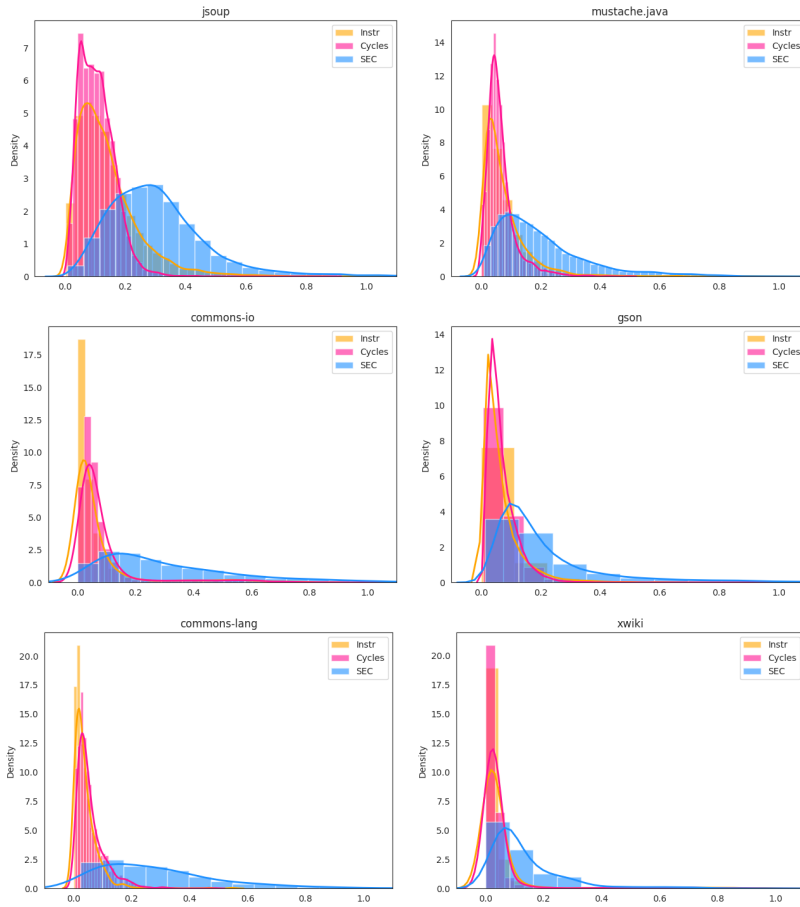 jsoup
Density
7
6
5
4
3
2
1
0
0.0 0.2 0.4 0.6 0.8 1.0
Instr
Cycles
SEC
mustache.java
Density
14
12
10
8
6
4
2
0
0.0 0.2 0.4 0.6 0.8 1.0
Instr
Cycles
SEC
commons-io
Density
17.5
15.0
12.5
10.0
7.5
5.0
2.5
0.0
0.0 0.2 0.4 0.6 0.8 1.0
Instr
Cycles
SEC
gson
Density
14
12
10
8
6
4
2
0
0.0 0.2 0.4 0.6 0.8 1.0
Instr
Cycles
SEC
commons-lang
Density
20.0
17.5
15.0
12.5
10.0
7.5
5.0
2.5
0.0
0.0 0.2 0.4 0.6 0.8 1.0
Instr
Cycles
SEC
xwiki
Density
20.0
17.5
15.0
12.5
10.0
7.5
5.0
2.5
0.0
0.0 0.2 0.4 0.6 0.8 1.0
Instr
Cycles
SEC